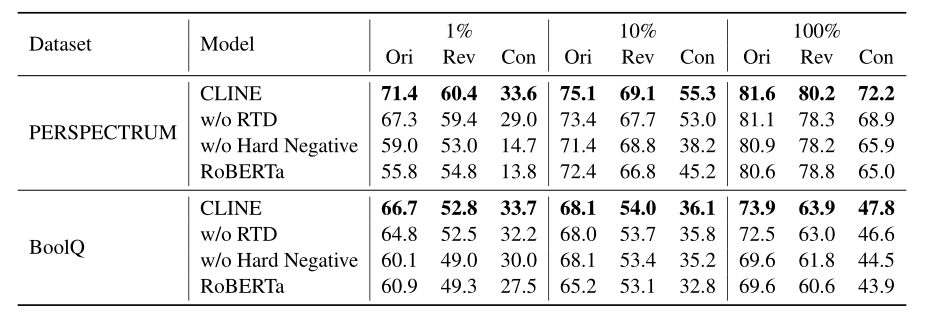 Dataset Model 1% 10% 100%
Ori Rev Con Ori Rev Con Ori Rev Con
PERSPECTRUM
CLINE 71.4 60.4 33.6 75.1 69.1 55.3 81.6 80.2 72.2
w/o RTD 67.3 59.4 29.0 73.4 67.7 53.0 81.1 78.3 68.9
w/o Hard Negative 59.0 53.0 14.7 71.4 68.8 38.2 80.9 78.2 65.9
RoBERTa 55.8 54.8 13.8 72.4 66.8 45.2 80.6 78.8 65.0
BoolQ
CLINE 66.7 52.8 33.7 68.1 54.0 36.1 73.9 63.9 47.8
w/o RTD 64.8 52.5 32.2 68.0 53.7 35.8 72.5 63.0 46.6
w/o Hard Negative 60.1 49.0 30.0 68.1 53.4 35.2 69.6 61.8 44.5
RoBERTa 60.9 49.3 27.5 65.2 53.1 32.8 69.6 60.6 43.9